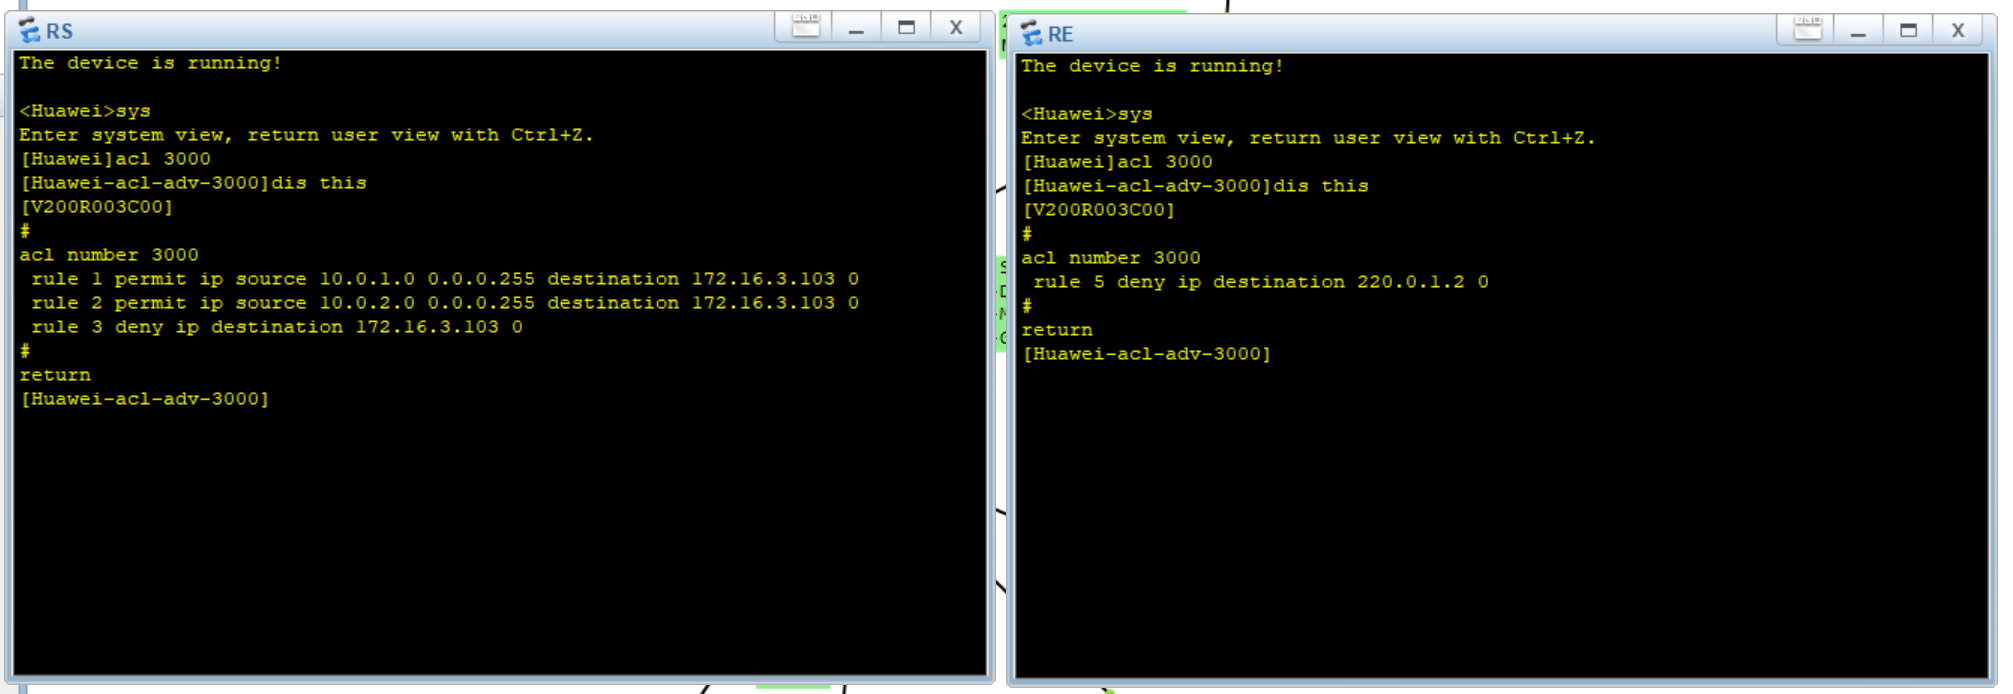 RS
The device is running!
<Huawei>sys
Enter system view, return user view with Ctrl+Z.
[Huawei]acl 3000
[Huawei-acl-adv-3000]dis this
[V200R003C00]
#
acl number 3000
 rule 1 permit ip source 10.0.1.0 0.0.0.255 destination 172.16.3.103 0
 rule 2 permit ip source 10.0.2.0 0.0.0.255 destination 172.16.3.103 0
 rule 3 deny ip destination 172.16.3.103 0
#
return
[Huawei-acl-adv-3000]
RE
The device is running!
<Huawei>sys
Enter system view, return user view with Ctrl+Z.
[Huawei]acl 3000
[Huawei-acl-adv-3000]dis this
[V200R003C00]
#
acl number 3000
 rule 5 deny ip destination 220.0.1.2 0
#
return
[Huawei-acl-adv-3000]